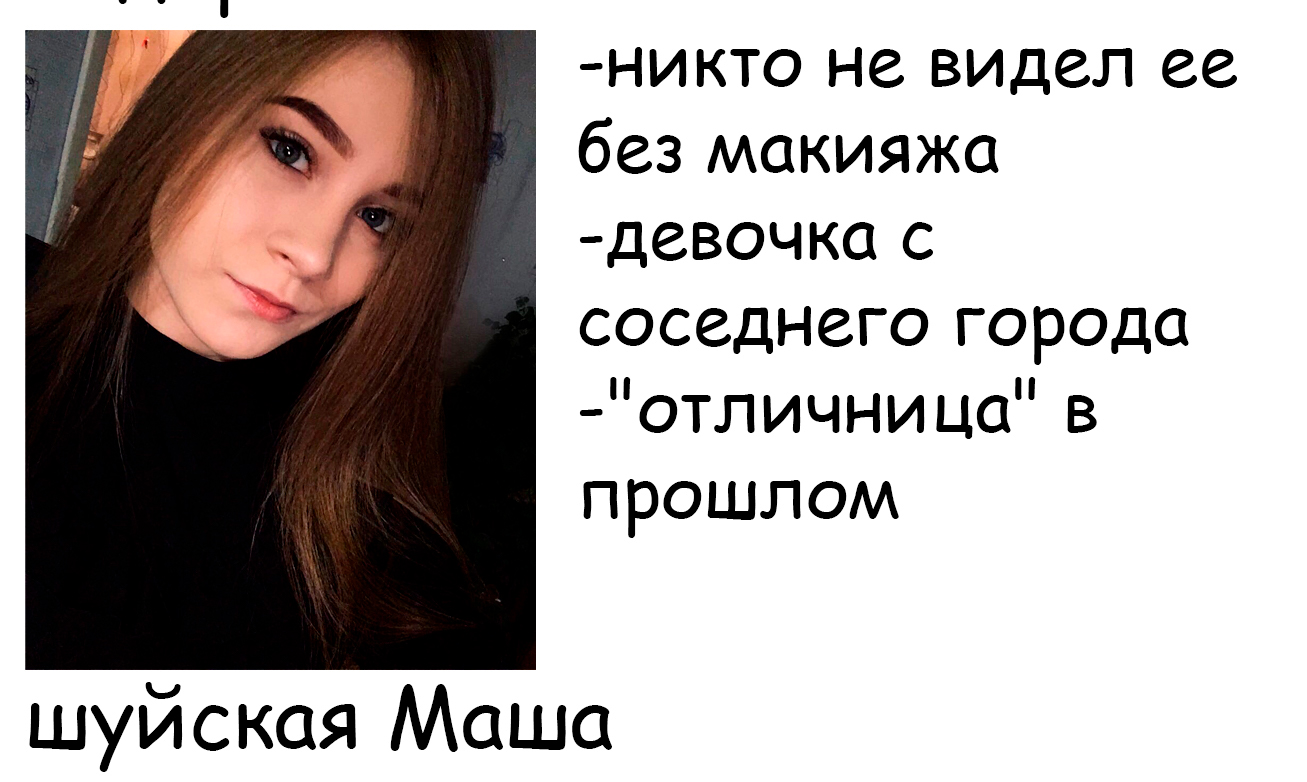 -никто не видел ее
без макияжа
-девочка с
соседнего города
-"отличница" в
прошлом
шуйская Маша